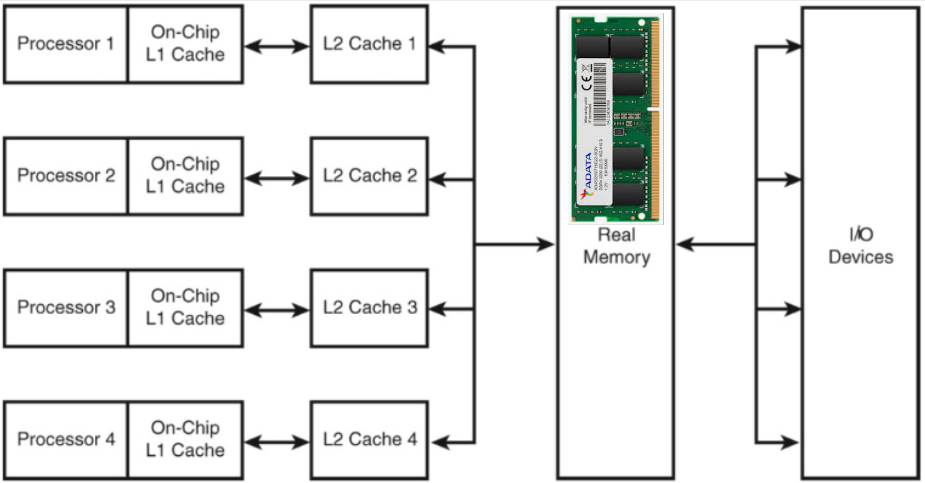 Processor 1
On-Chip
L1 Cache
L2 Cache 1
Processor 2
On-Chip
L1 Cache
L2 Cache 2
Processor 3
On-Chip
L1 Cache
L2 Cache 3
Processor 4
On-Chip
L1 Cache
L2 Cache 4
ADATA
CE
Real
Memory
I/O
Devices